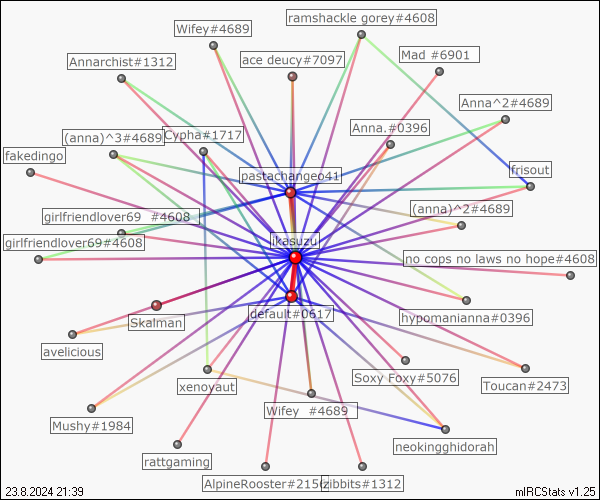 ramshackle gorey#4608
Wifey#4689
Mad #6901
ace deucy#7097
Annarchist#1312
Anna^2#4689
Anna.#0396
Cypha#1717
(anna)^3#4689
fakedingo
frisout
pastachangeo41
(anna)^2#4689
girlfriendlover69 #4608
girlfriendlover69#4608
ikasuzu
no cops no laws no hope#4608
default#0617
hypomanianna#0396
Skalman
avelicious
Soxy Foxy#5076
xenoyaut
Toucan#2473
Wifey #4689
Mushy#1984
neokingghidorah
rattgaming
zibbits#1312
23.8.2024 21:39
mIRCStats v1.25